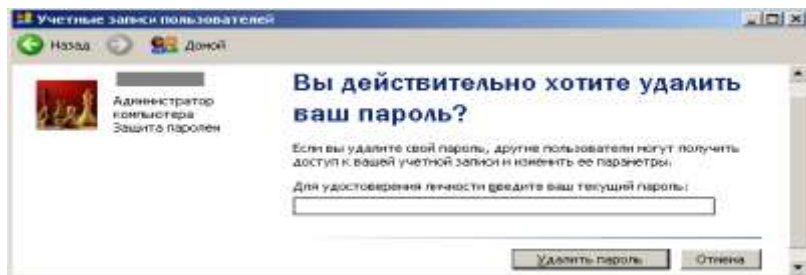 Учетные записи пользователей
Назад Домой
Администратор
компьютера
Защита паролем
Вы действительно хотите удалить
ваш пароль?
Если вы удалите свой пароль, другие пользователи могут получить
доступ к вашей учетной записи и изменить ее параметры.
Для удостоверения личности введите ваш текущий пароль:
Удалить пароль Отмена